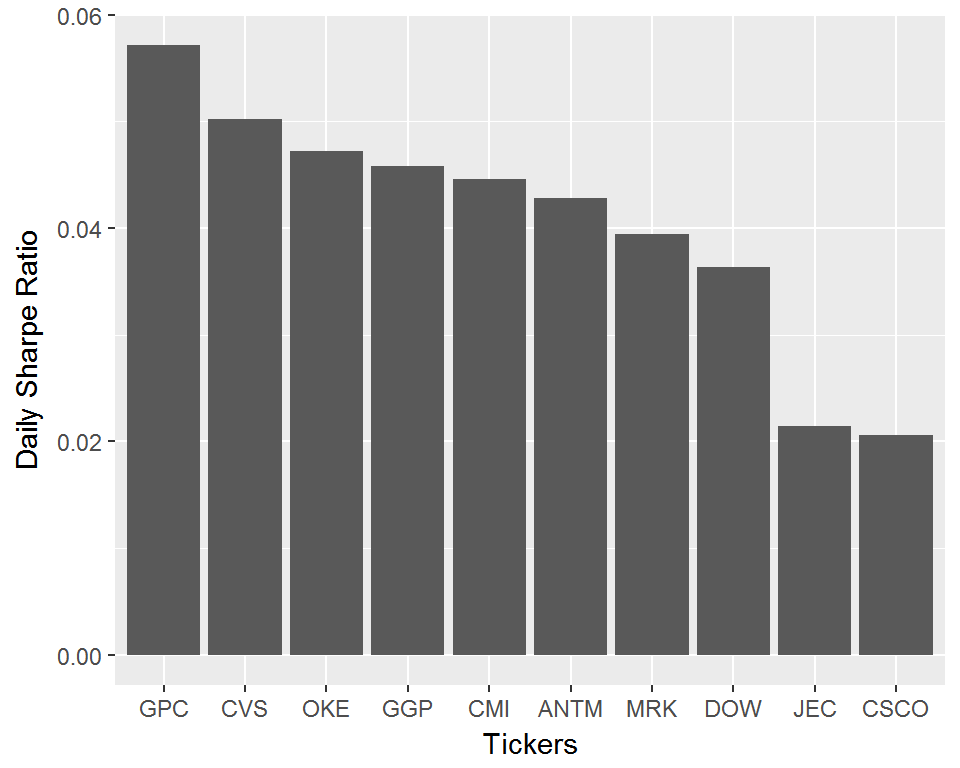 0.06
0.04
0.02
0.00
Daily Sharpe Ratio
GPC CVS OKE GGP CMI ANTM MRK DOW JEC CSCO
Tickers